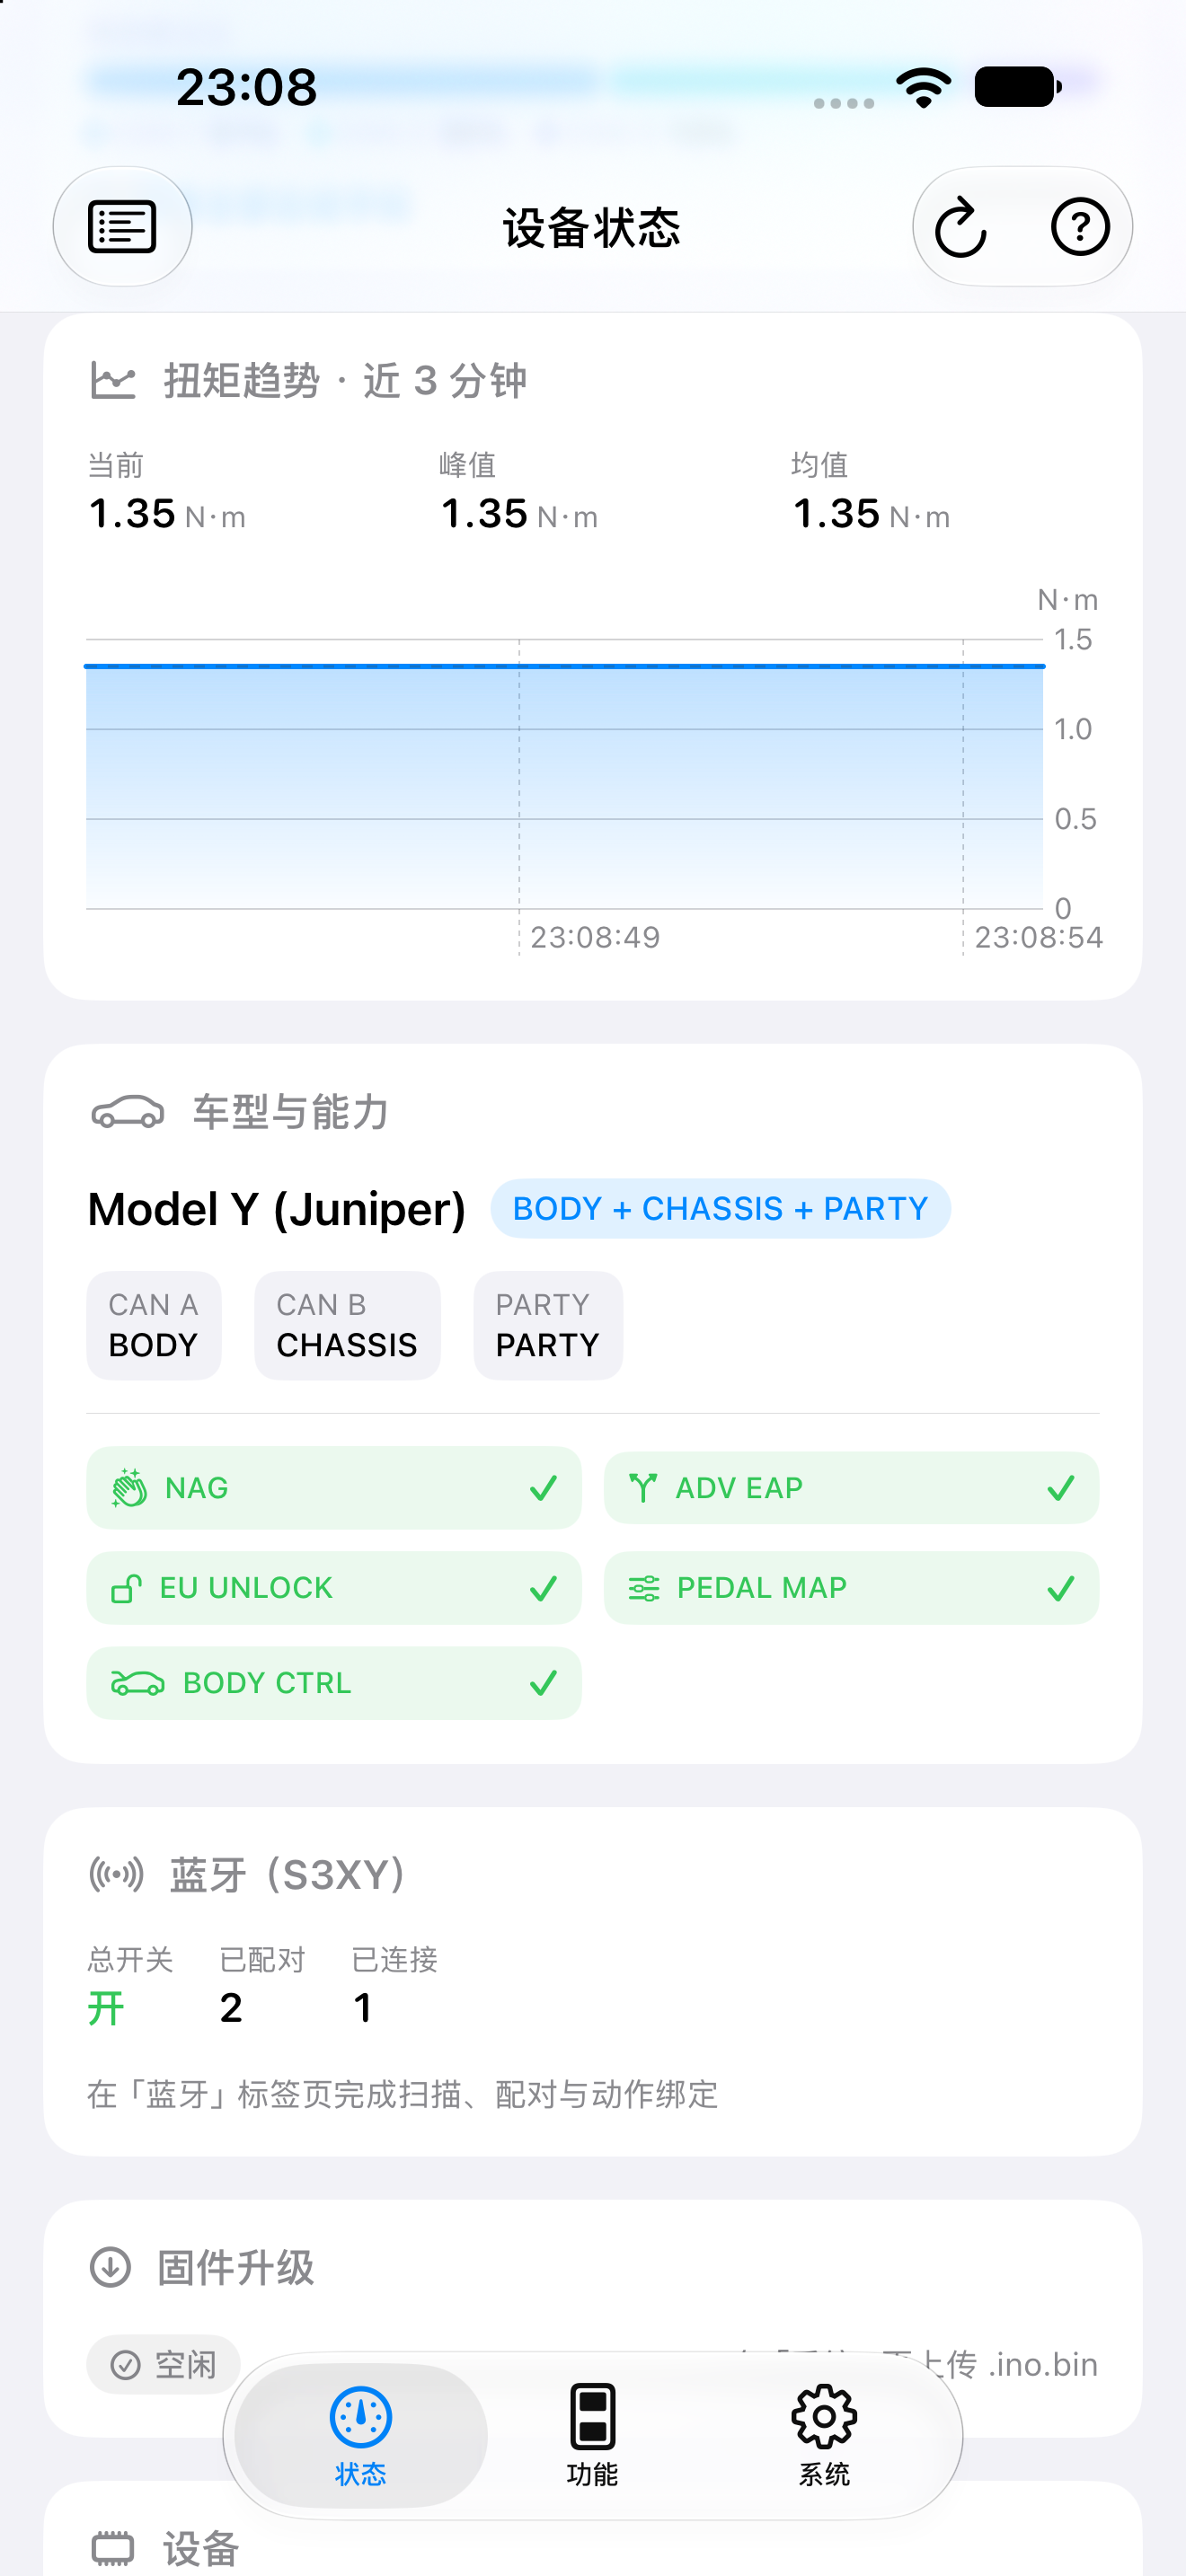 23:08
设备状态
扭矩趋势 · 近 3 分钟
当前 峰值 均值
1.35 N·m 1.35 N·m 1.35 N·m
N·m
1.5
1.0
0.5
0
23:08:49 23:08:54
车型与能力
Model Y (Juniper) BODY + CHASSIS + PARTY
CAN A CAN B PARTY
BODY CHASSIS PARTY
NAG ADV EAP
EU UNLOCK PEDAL MAP
BODY CTRL
蓝牙（S3XY）
总开关 已配对 已连接
开 2 1
在「蓝牙」标签页完成扫描、配对与动作绑定
固件升级
空闲 上传 .ino.bin
状态 功能 系统
设备